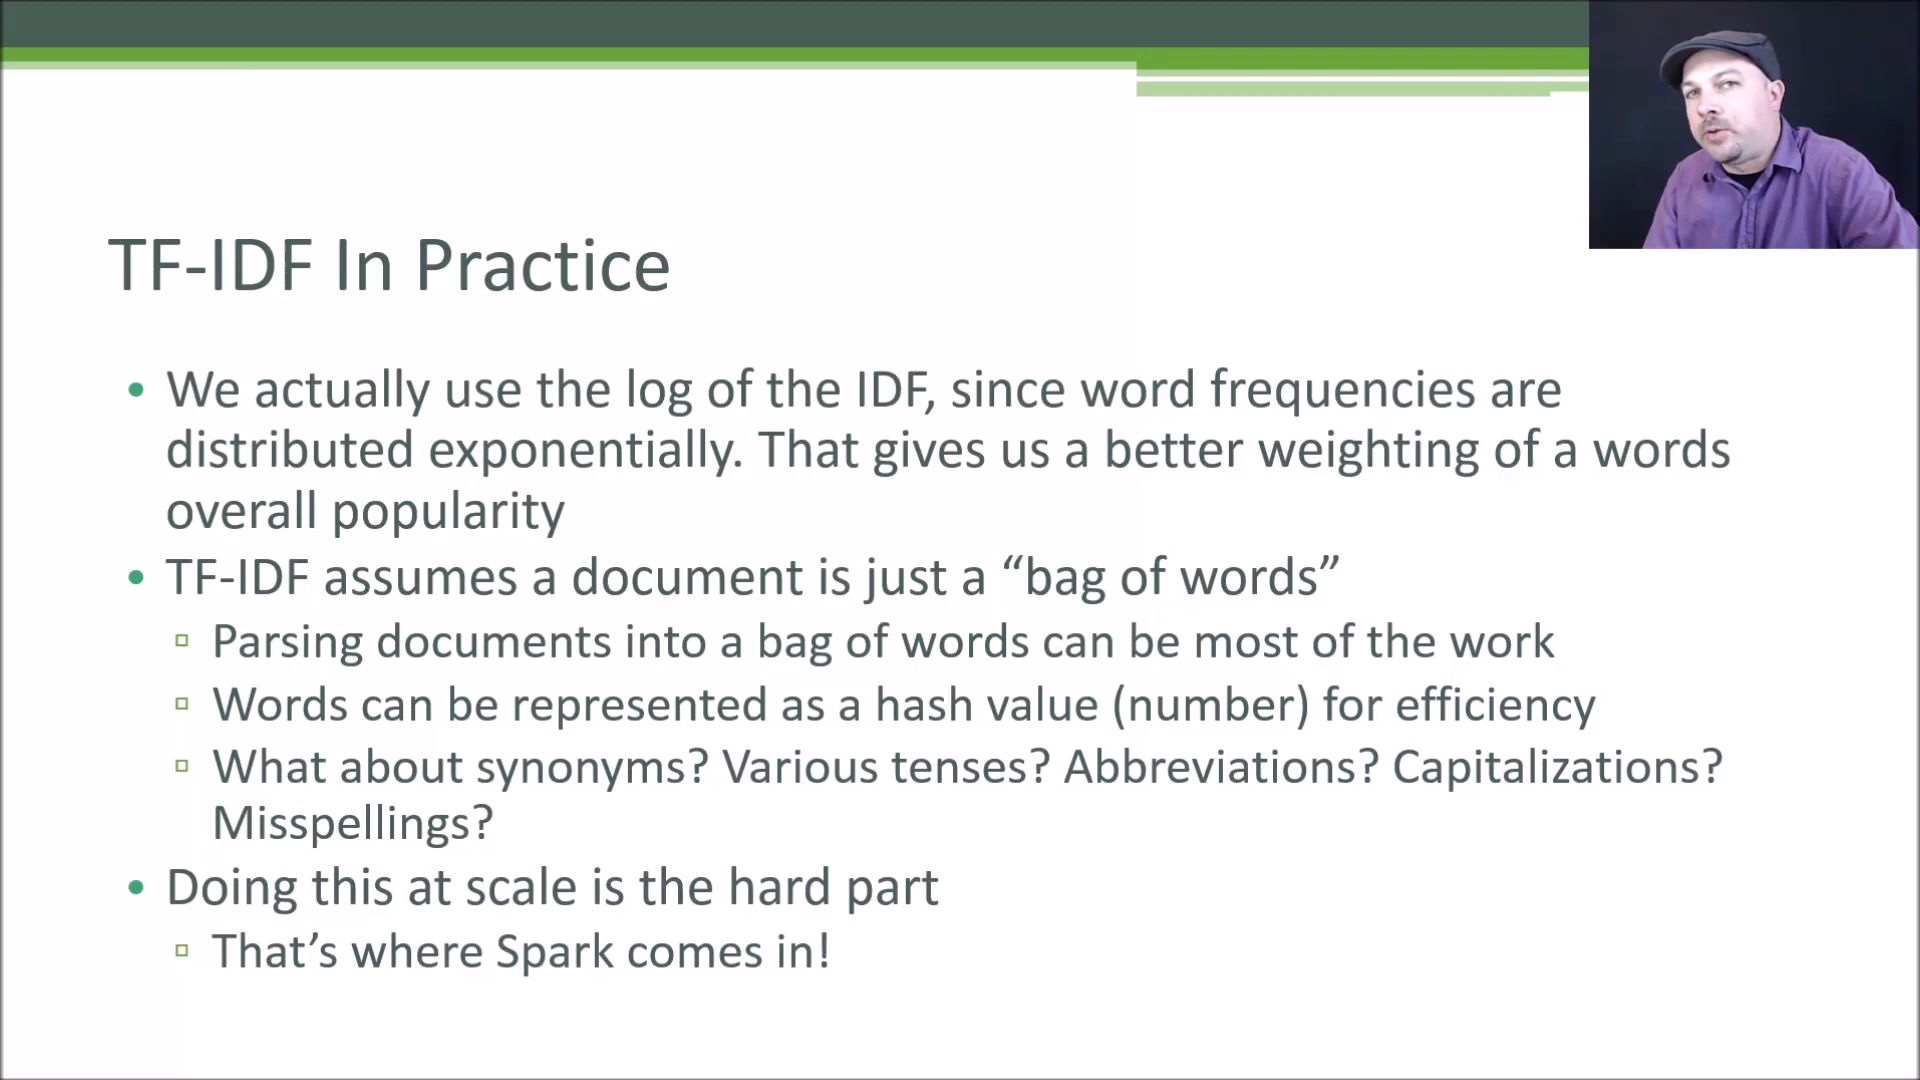 TF-IDF In Practice
• We actually use the log of the IDF, since word frequencies are
distributed exponentially. That gives us a better weighting of a words
overall popularity
• TF-IDF assumes a document is just a “bag of words”
▫ Parsing documents into a bag of words can be most of the work
▫ Words can be represented as a hash value (number) for efficiency
▫ What about synonyms? Various tenses? Abbreviations? Capitalizations?
Misspellings?
• Doing this at scale is the hard part
▫ That’s where Spark comes in!